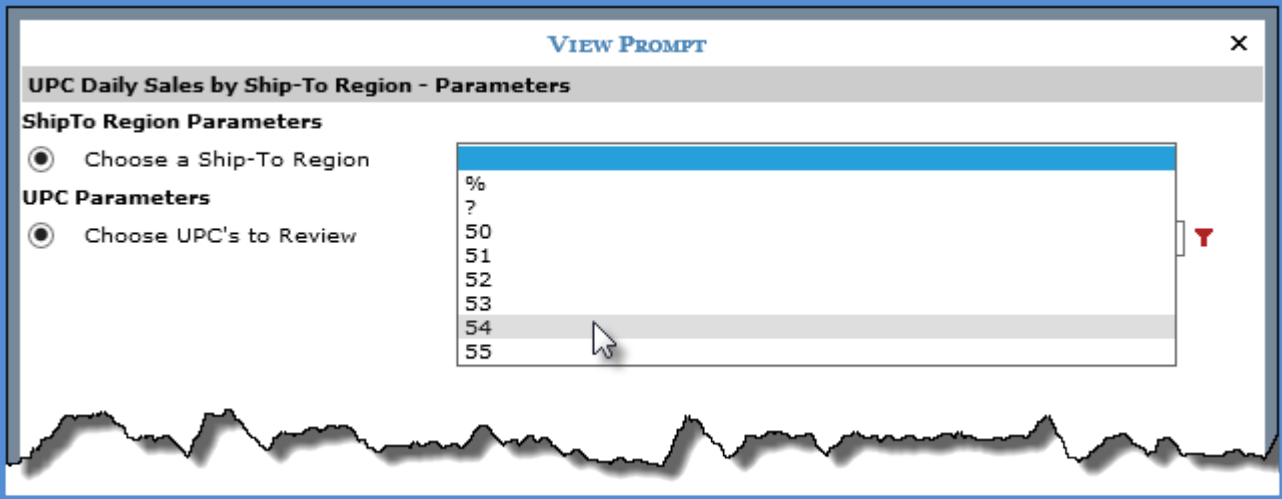 VIEW PROMPT
×
UPC Daily Sales by Ship-To Region - Parameters
ShipTo Region Parameters
Choose a Ship-To Region
%
?
50
51
52
53
54
55
UPC Parameters
Choose UPC's to Review